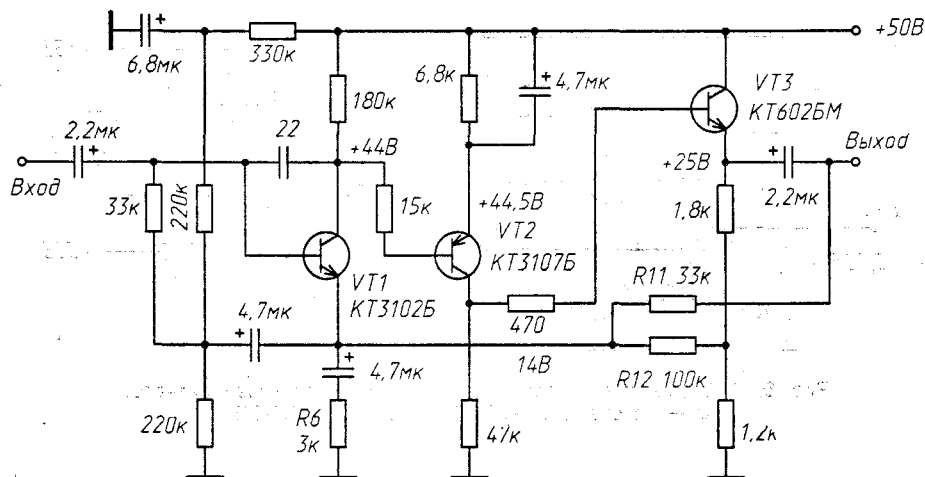 +50В
6,8мк
330к
6,8к
4,7мк
VT3
КТ602БМ
180к
2,2мк
22
+44В
+25В
Выход
Вход
33к
220к
15к
+44,5В
2,2мк
1,8к
VT2
КТ3107Б
VT1
КТ3102Б
R11 33к
4,7мк
470
4,7мк
14В
R12 100к
220к
R6
3к
47к
1,2к